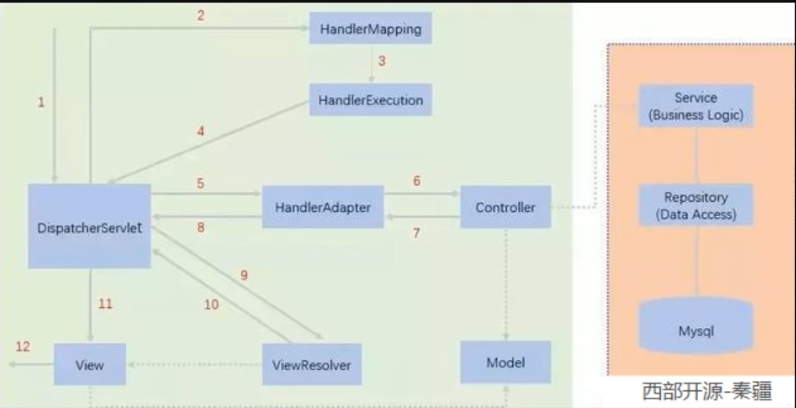 2
HandlerMapping
1
3
HandlerExecution
Service
(Business Logic)
4
5
6
DispatcherServlet
HandlerAdapter
Controller
Repository
(Data Access)
8
7
9
10
11
Mysql
12
View
ViewResolver
Model
西部开源-秦疆